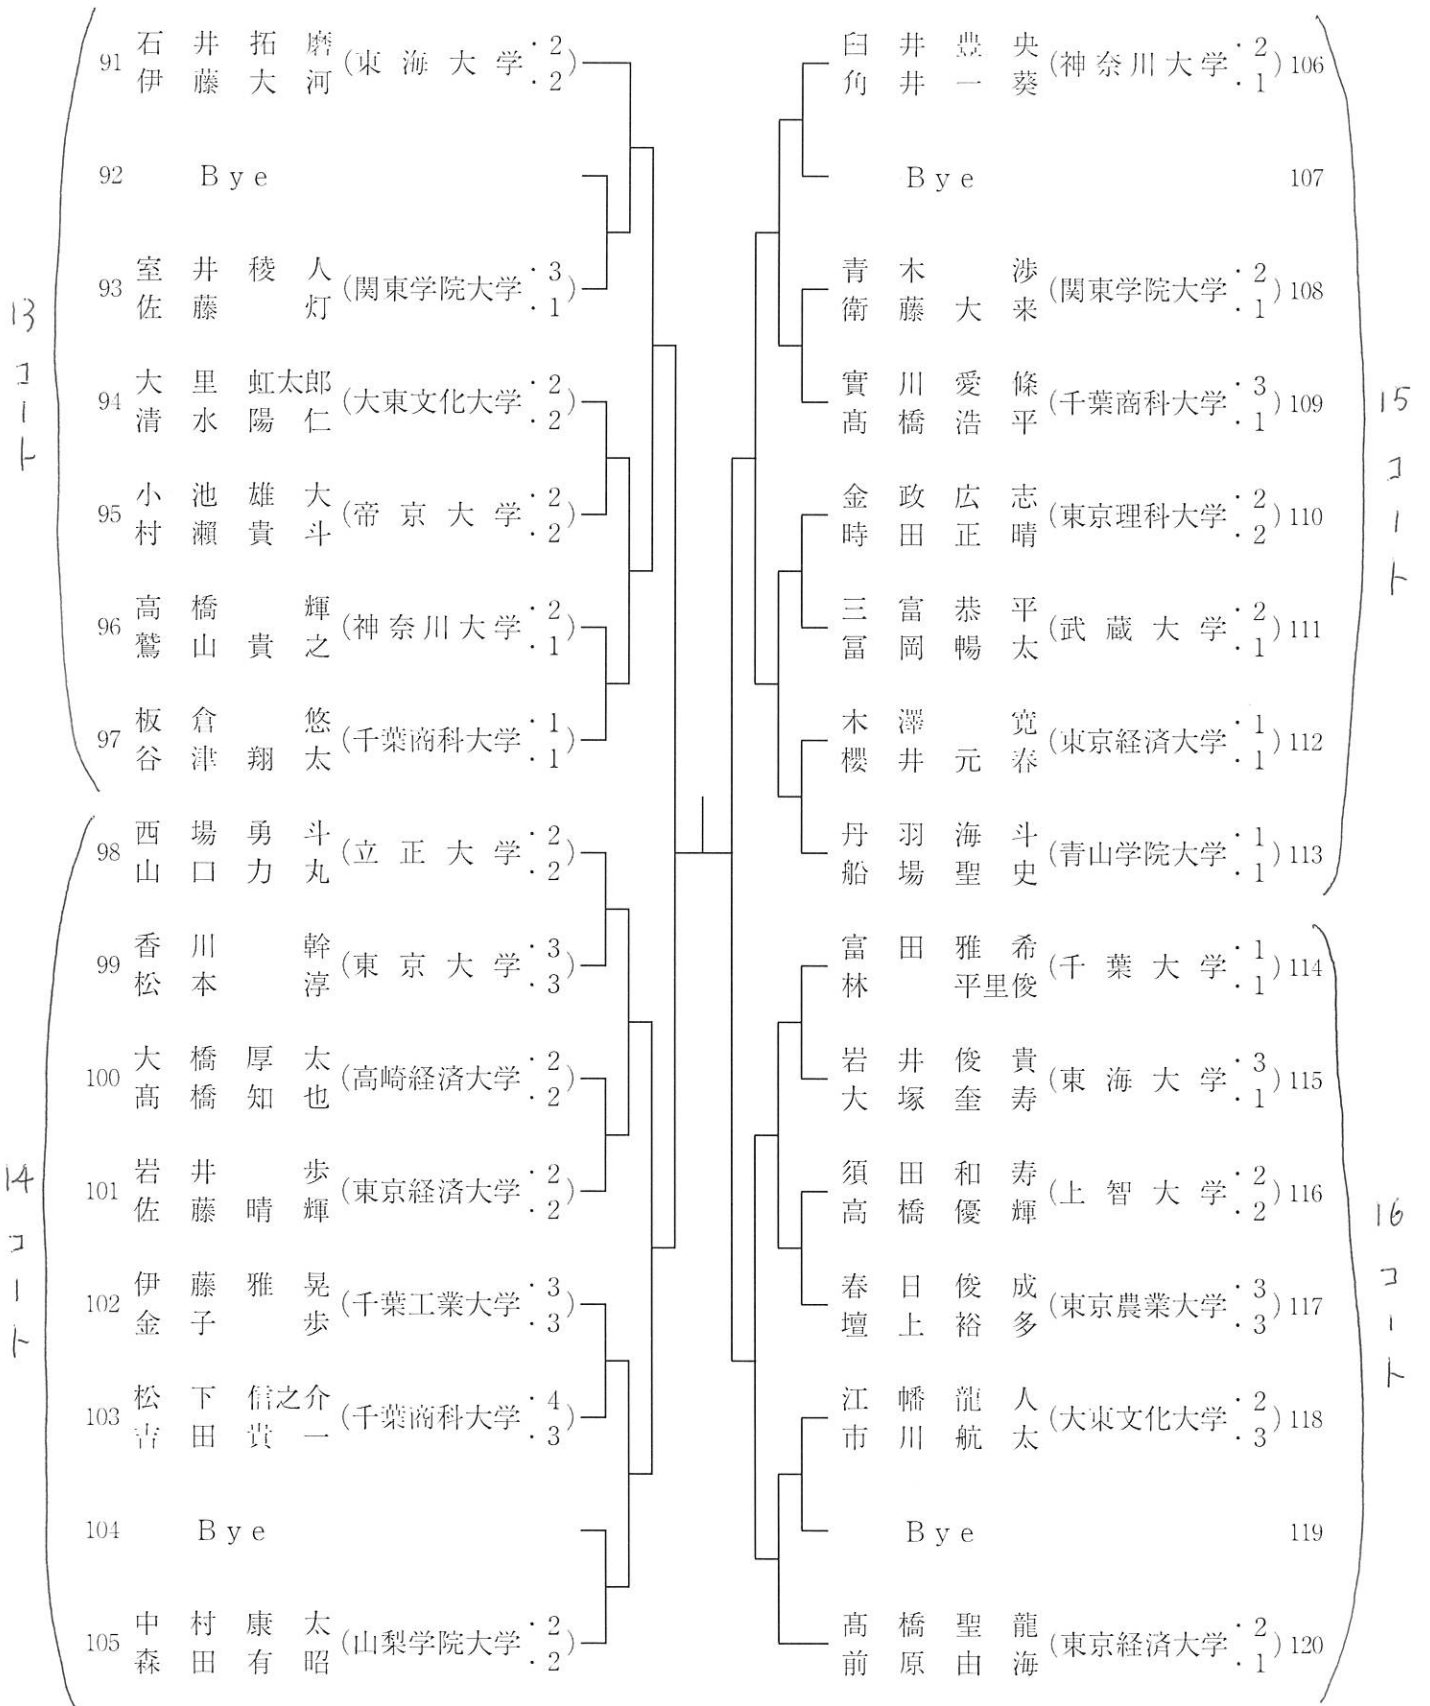 91 石井拓磨 (東海大学・2
伊藤大河 ・2)
92 Bye
93 室井稜人 (関東学院大学・3
佐藤灯 ・1)
94 大里虹太郎 (大東文化大学・2
清水陽仁 ・2)
95 小池雄大 (帝京大学・2
村瀬貴斗 ・2)
96 高橋輝 (神奈川大学・2
鷲山貴之 ・1)
97 板倉悠 (千葉商科大学・1
谷津翔太 ・1)
13コート
98 西場勇斗 (立正大学・2
山口力丸 ・2)
99 香川幹 (東京大学・3
松本淳 ・3)
100 大橋厚太 (高崎経済大学・2
髙橋知也 ・2)
101 岩井歩 (東京経済大学・2
佐藤晴輝 ・2)
102 伊藤雅晃 (千葉工業大学・3
金子歩 ・3)
103 松下信之介 (千葉商科大学・4
吉田貴一 ・3)
104 Bye
105 中村康太 (山梨学院大学・2
森田有昭 ・2)
14コート
臼井豊央 (神奈川大学・2
角井一葵 ・1) 106
Bye 107
青木渉 (関東学院大学・2
衛藤大来 ・1) 108
實川愛條 (千葉商科大学・3
髙橋浩平 ・1) 109
金政広志 (東京理科大学・2
時田正晴 ・2) 110
三富恭平 (武蔵大学・2
冨岡暢太 ・1) 111
木澤寛 (東京経済大学・1
櫻井元春 ・1) 112
丹羽海斗 (青山学院大学・1
船場聖史 ・1) 113
15コート
富田雅希 (千葉大学・1
林平里俊 ・1) 114
岩井俊貴 (東海大学・3
大塚奎寿 ・1) 115
須田和寿 (上智大学・2
高橋優輝 ・2) 116
春日俊成 (東京農業大学・3
壇上裕多 ・3) 117
江幡龍人 (大東文化大学・2
市川航太 ・3) 118
Bye 119
髙橋聖龍 (東京経済大学・2
前原由海 ・1) 120
16コート